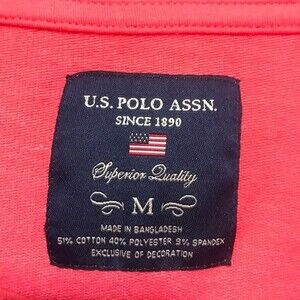 U.S. POLO ASSN.
SINCE 1890
Superior Quality
M
MADE IN BANGLADESH
51% COTTON 40% POLYESTER 9% SPANDEX
EXCLUSIVE OF DECORATION